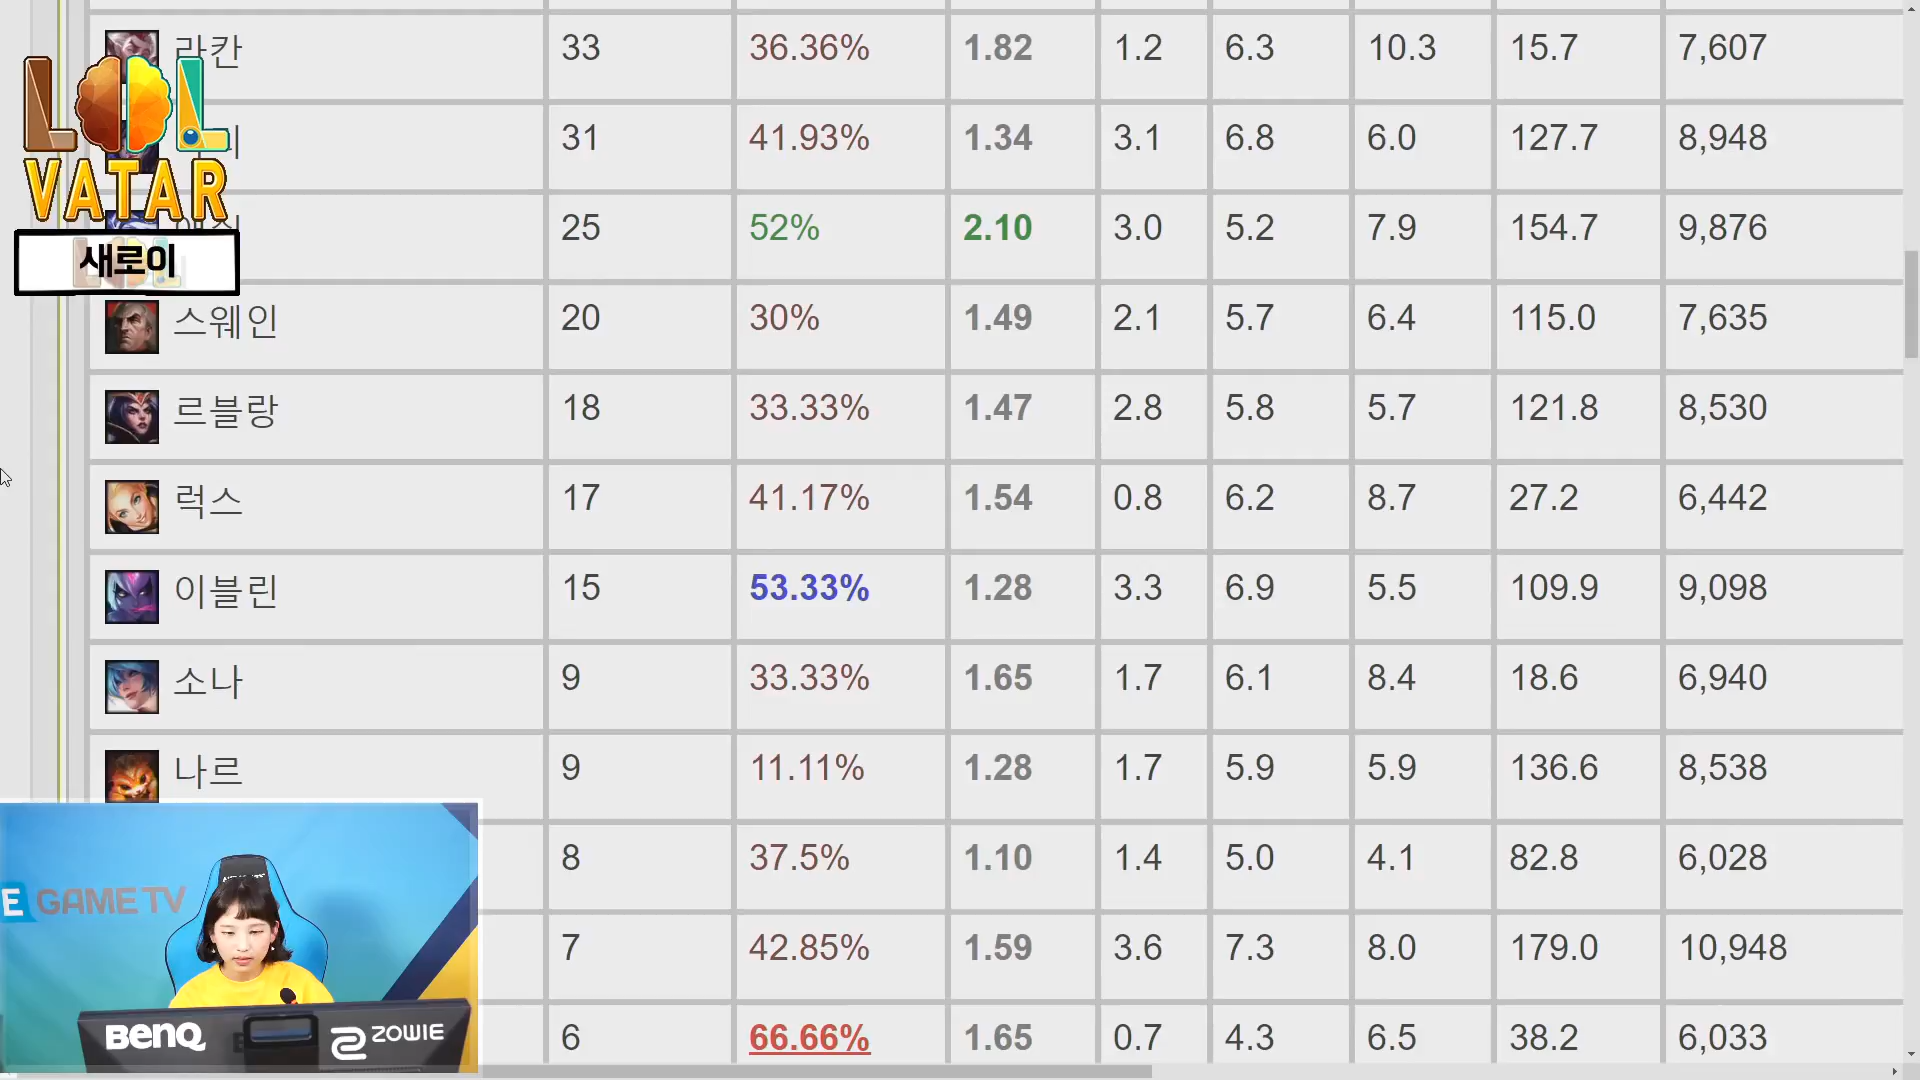 라칸 33 36.36% 1.82 1.2 6.3 10.3 15.7 7,607
31 41.93% 1.34 3.1 6.8 6.0 127.7 8,948
25 52% 2.10 3.0 5.2 7.9 154.7 9,876
스웨인 20 30% 1.49 2.1 5.7 6.4 115.0 7,635
르블랑 18 33.33% 1.47 2.8 5.8 5.7 121.8 8,530
럭스 17 41.17% 1.54 0.8 6.2 8.7 27.2 6,442
이블린 15 53.33% 1.28 3.3 6.9 5.5 109.9 9,098
소나 9 33.33% 1.65 1.7 6.1 8.4 18.6 6,940
나르 9 11.11% 1.28 1.7 5.9 5.9 136.6 8,538
8 37.5% 1.10 1.4 5.0 4.1 82.8 6,028
7 42.85% 1.59 3.6 7.3 8.0 179.0 10,948
6 66.66% 1.65 0.7 4.3 6.5 38.2 6,033
LOL
VATAR
새로이
E GAME TV
BenQ
ZOWIE